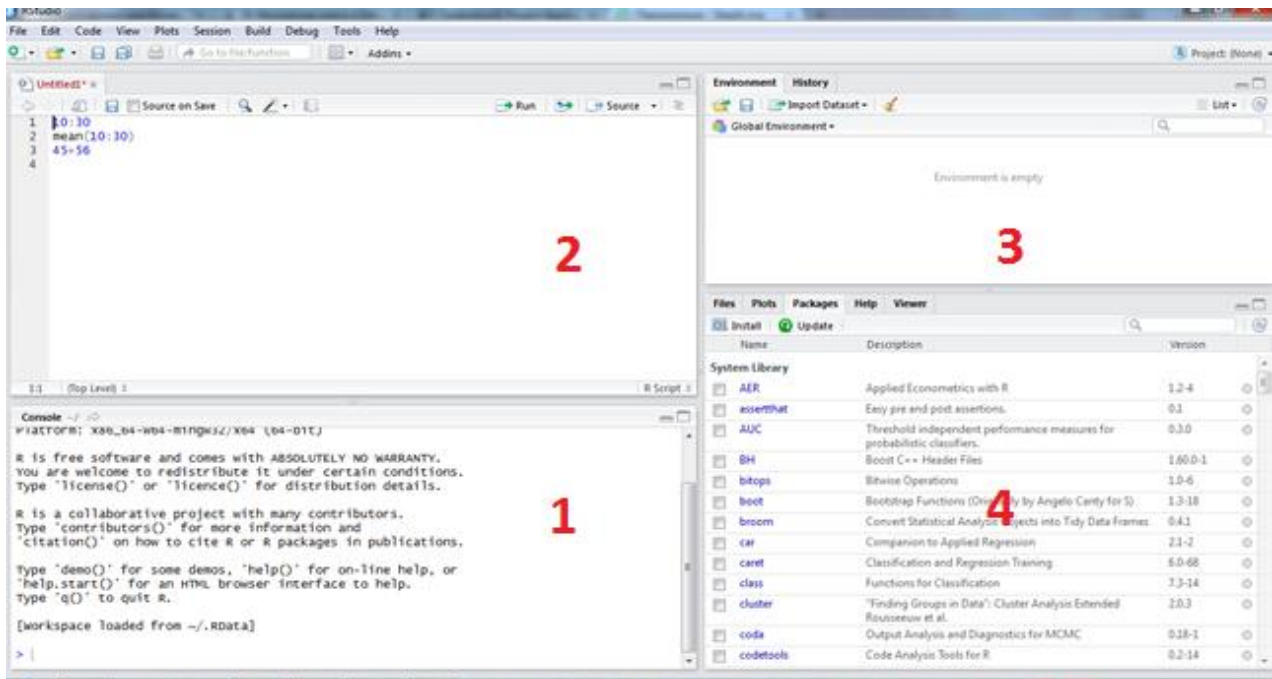 RStudio
File Edit Code View Plots Session Build Debug Tools Help
Go to file/function Addins Project: (None)
Untitled1*
Source on Save Run Source
1 10:30
2 mean(10:30)
3 45+56
4
2
1:1 (Top Level) R Script
Console ~/
Platform: x86_64-w64-mingw32/x64 (64-bit)
R is free software and comes with ABSOLUTELY NO WARRANTY.
You are welcome to redistribute it under certain conditions.
Type 'license()' or 'licence()' for distribution details.
R is a collaborative project with many contributors.
Type 'contributors()' for more information and
'citation()' on how to cite R or R packages in publications.
Type 'demo()' for some demos, 'help()' for on-line help, or
'help.start()' for an HTML browser interface to help.
Type 'q()' to quit R.
[Workspace loaded from ~/.RData]
>
1
Environment History
Import Dataset List
Global Environment
Environment is empty
3
Files Plots Packages Help Viewer
Install Update
Name Description Version
System Library
AER Applied Econometrics with R 1.2-4
assertthat Easy pre and post assertions. 0.1
AUC Threshold independent performance measures for
probabilistic classifiers. 0.3.0
BH Boost C++ Header Files 1.60.0-1
bitops Bitwise Operations 1.0-6
boot Bootstrap Functions (Originally by Angelo Canty for S) 1.3-18
broom Convert Statistical Analysis Objects into Tidy Data Frames 0.4.1
car Companion to Applied Regression 2.1-2
caret Classification and Regression Training 6.0-68
class Functions for Classification 7.3-14
cluster "Finding Groups in Data": Cluster Analysis Extended
Rousseeuw et al. 2.0.3
coda Output Analysis and Diagnostics for MCMC 0.18-1
codetools Code Analysis Tools for R 0.2-14
4